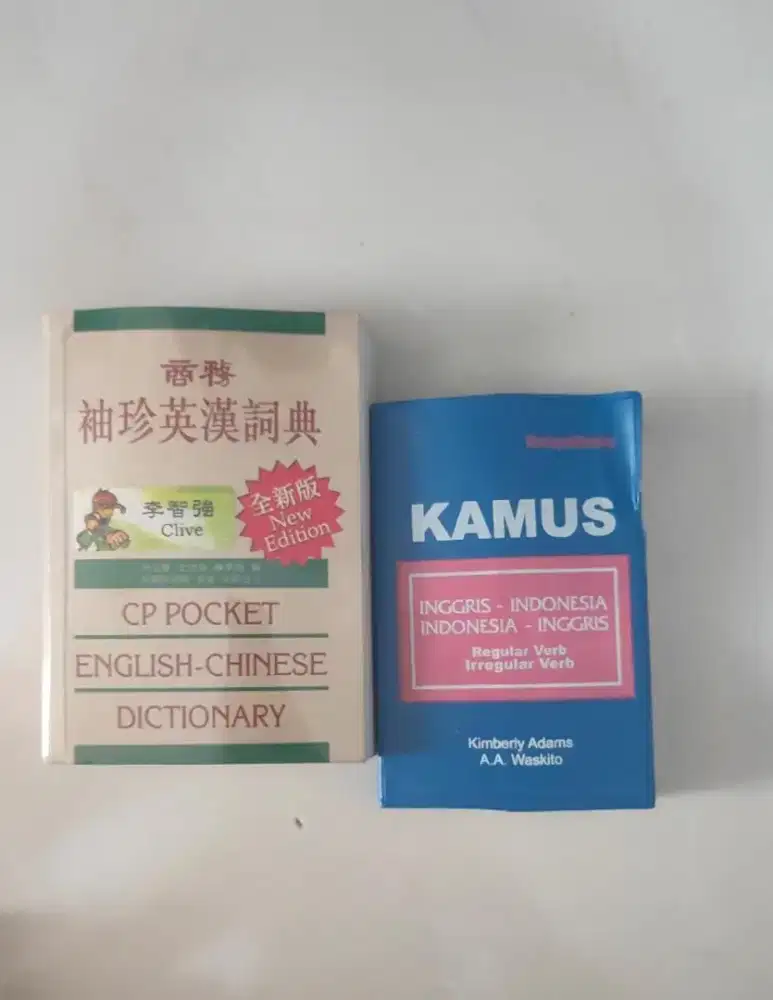 商務
袖珍英漢詞典
李智強
Clive
全新版
New
Edition
CP POCKET
ENGLISH-CHINESE
DICTIONARY
KAMUS
INGGRIS - INDONESIA
INDONESIA - INGGRIS
Regular Verb
Irregular Verb
Kimberly Adams
A.A. Waskito